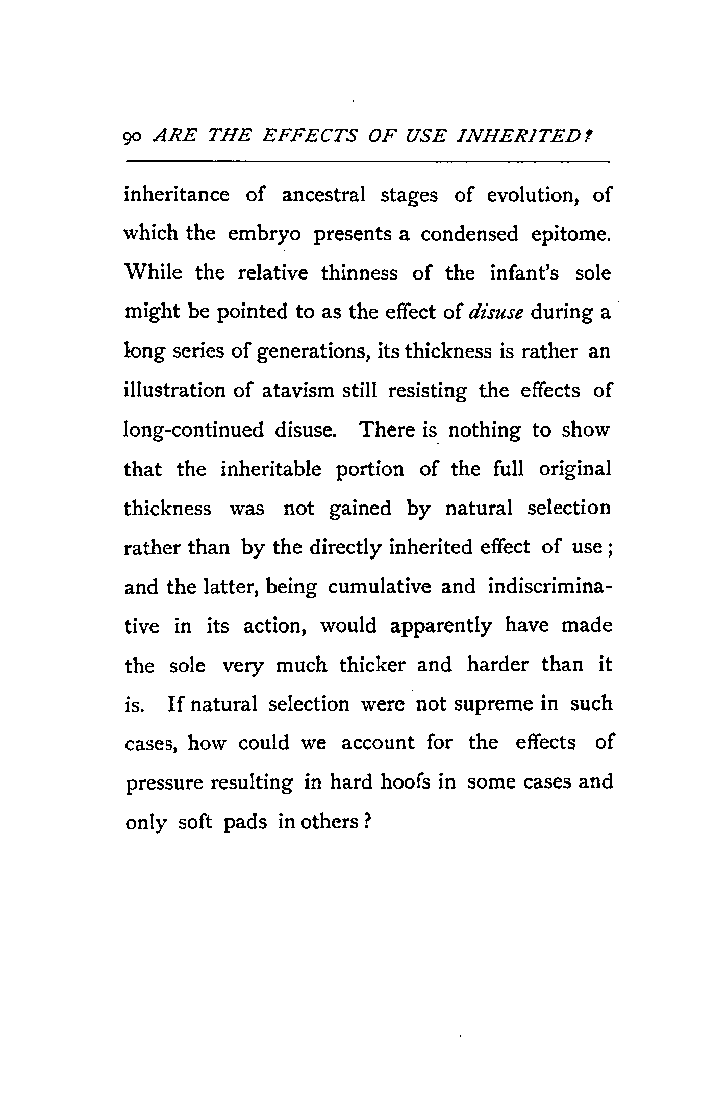 90 ARE THE EFFECTS OF USE INHERITED?
inheritance of ancestral stages of evolution, of
which the embryo presents a condensed epitome.
While the relative thinness of the infant's sole
might be pointed to as the effect of disuse during a
long series of generations, its thickness is rather an
illustration of atavism still resisting the effects of
long-continued disuse. There is nothing to show
that the inheritable portion of the full original
thickness was not gained by natural selection
rather than by the directly inherited effect of use ;
and the latter, being cumulative and indiscrimina-
tive in its action, would apparently have made
the sole very much thicker and harder than it
is. If natural selection were not supreme in such
cases, how could we account for the effects of
pressure resulting in hard hoofs in some cases and
only soft pads in others ?